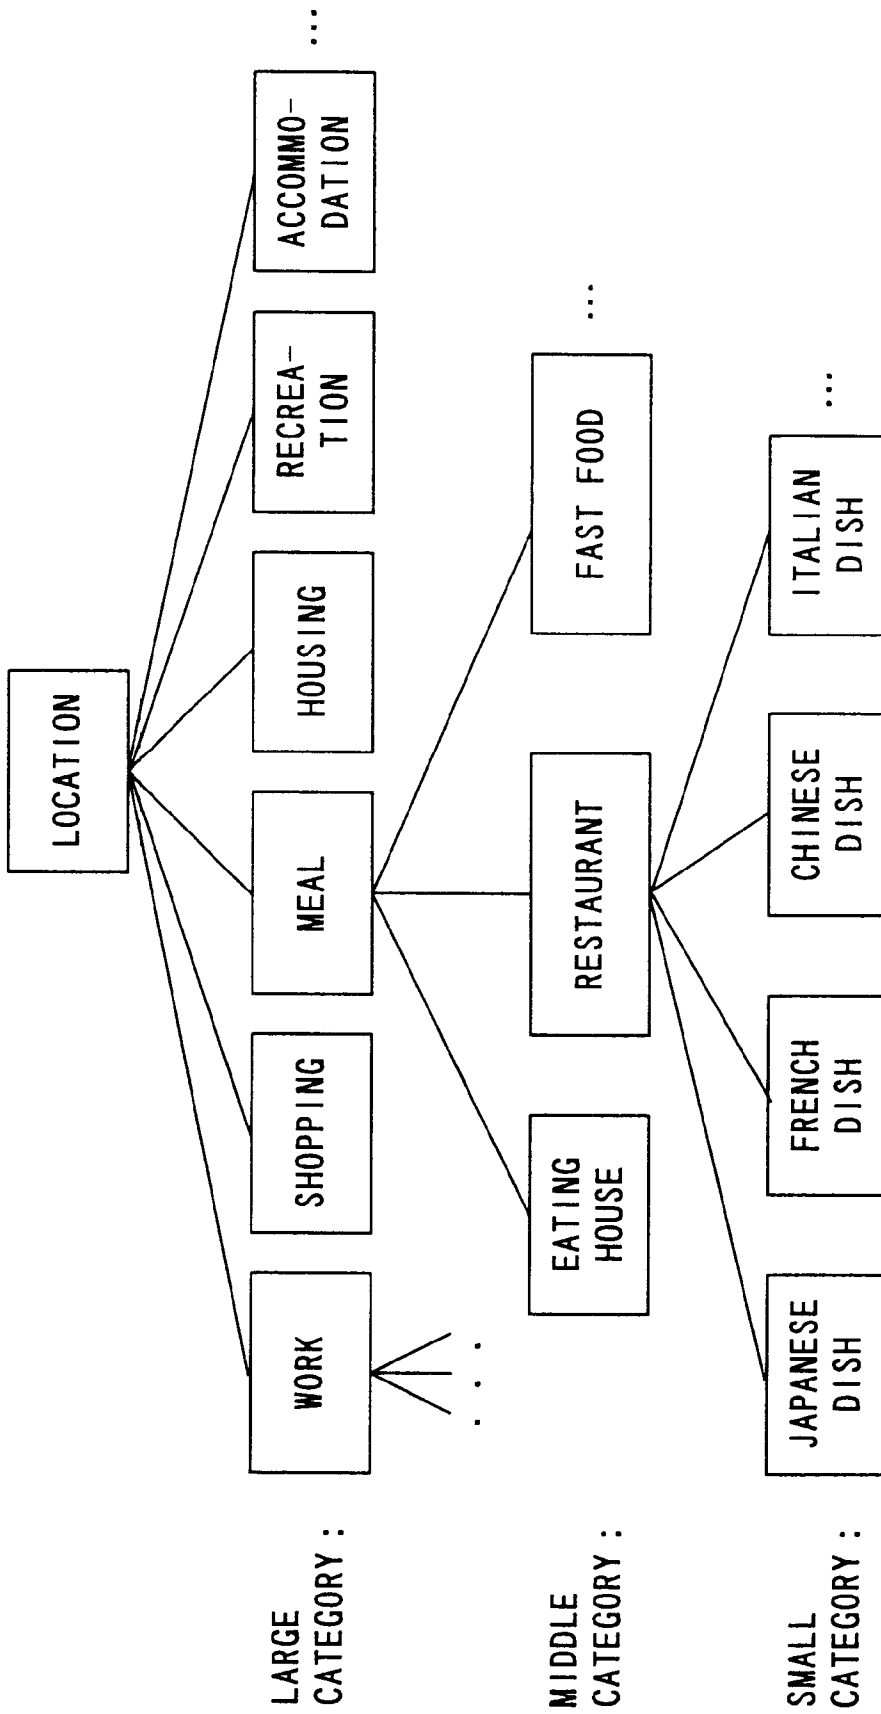 LOCATION
LARGE
CATEGORY:
WORK
SHOPPING
MEAL
HOUSING
RECREA-
TION
ACCOMMO-
DATION
...
...
MIDDLE
CATEGORY:
EATING
HOUSE
RESTAURANT
FAST FOOD
...
SMALL
CATEGORY:
JAPANESE
DISH
FRENCH
DISH
CHINESE
DISH
ITALIAN
DISH
...